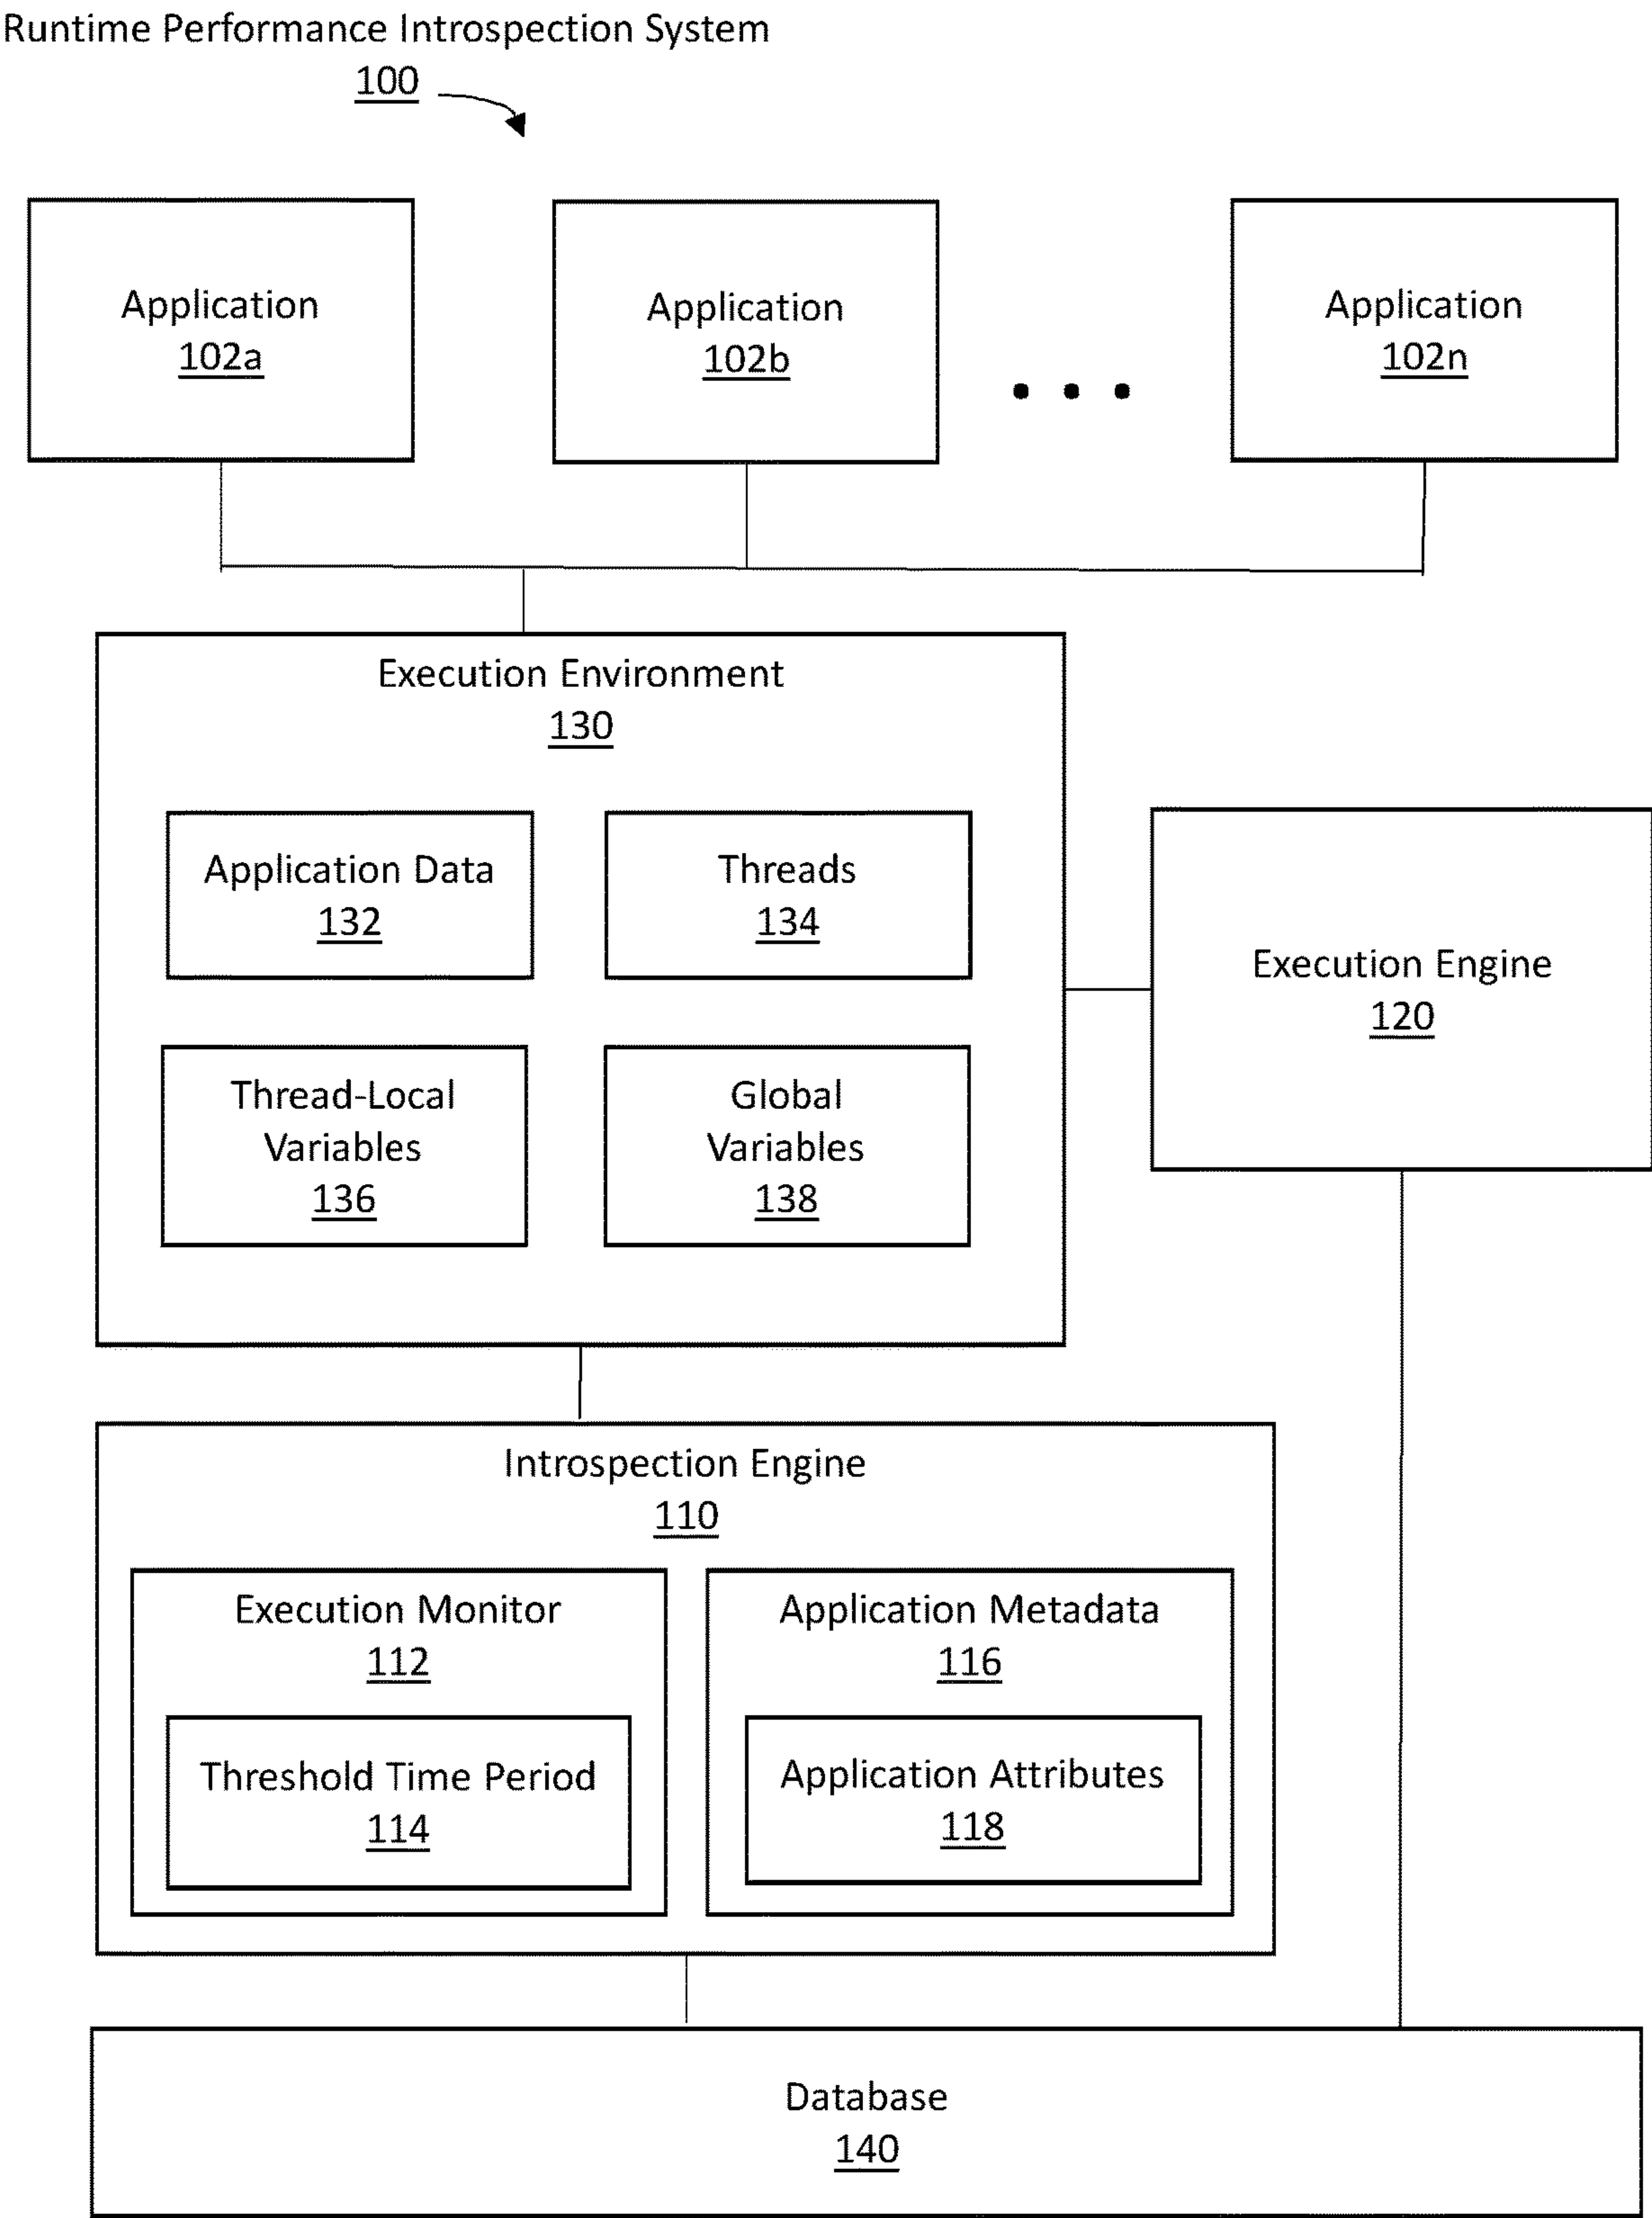 Runtime Performance Introspection System
100
Application
102a
Application
102b
Application
102n
Execution Environment
130
Application Data
132
Threads
134
Execution Engine
120
Thread-Local
Variables
136
Global
Variables
138
Introspection Engine
110
Execution Monitor
112
Threshold Time Period
114
Application Metadata
116
Application Attributes
118
Database
140